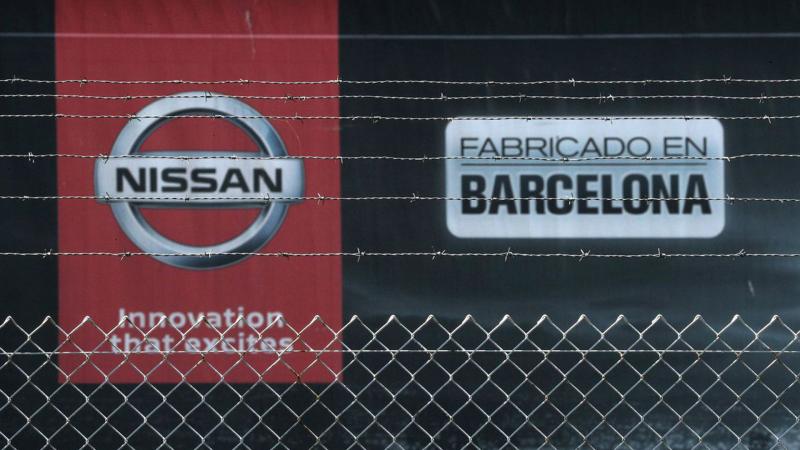 NISSAN
Innovation
that excites
FABRICADO EN
BARCELONA